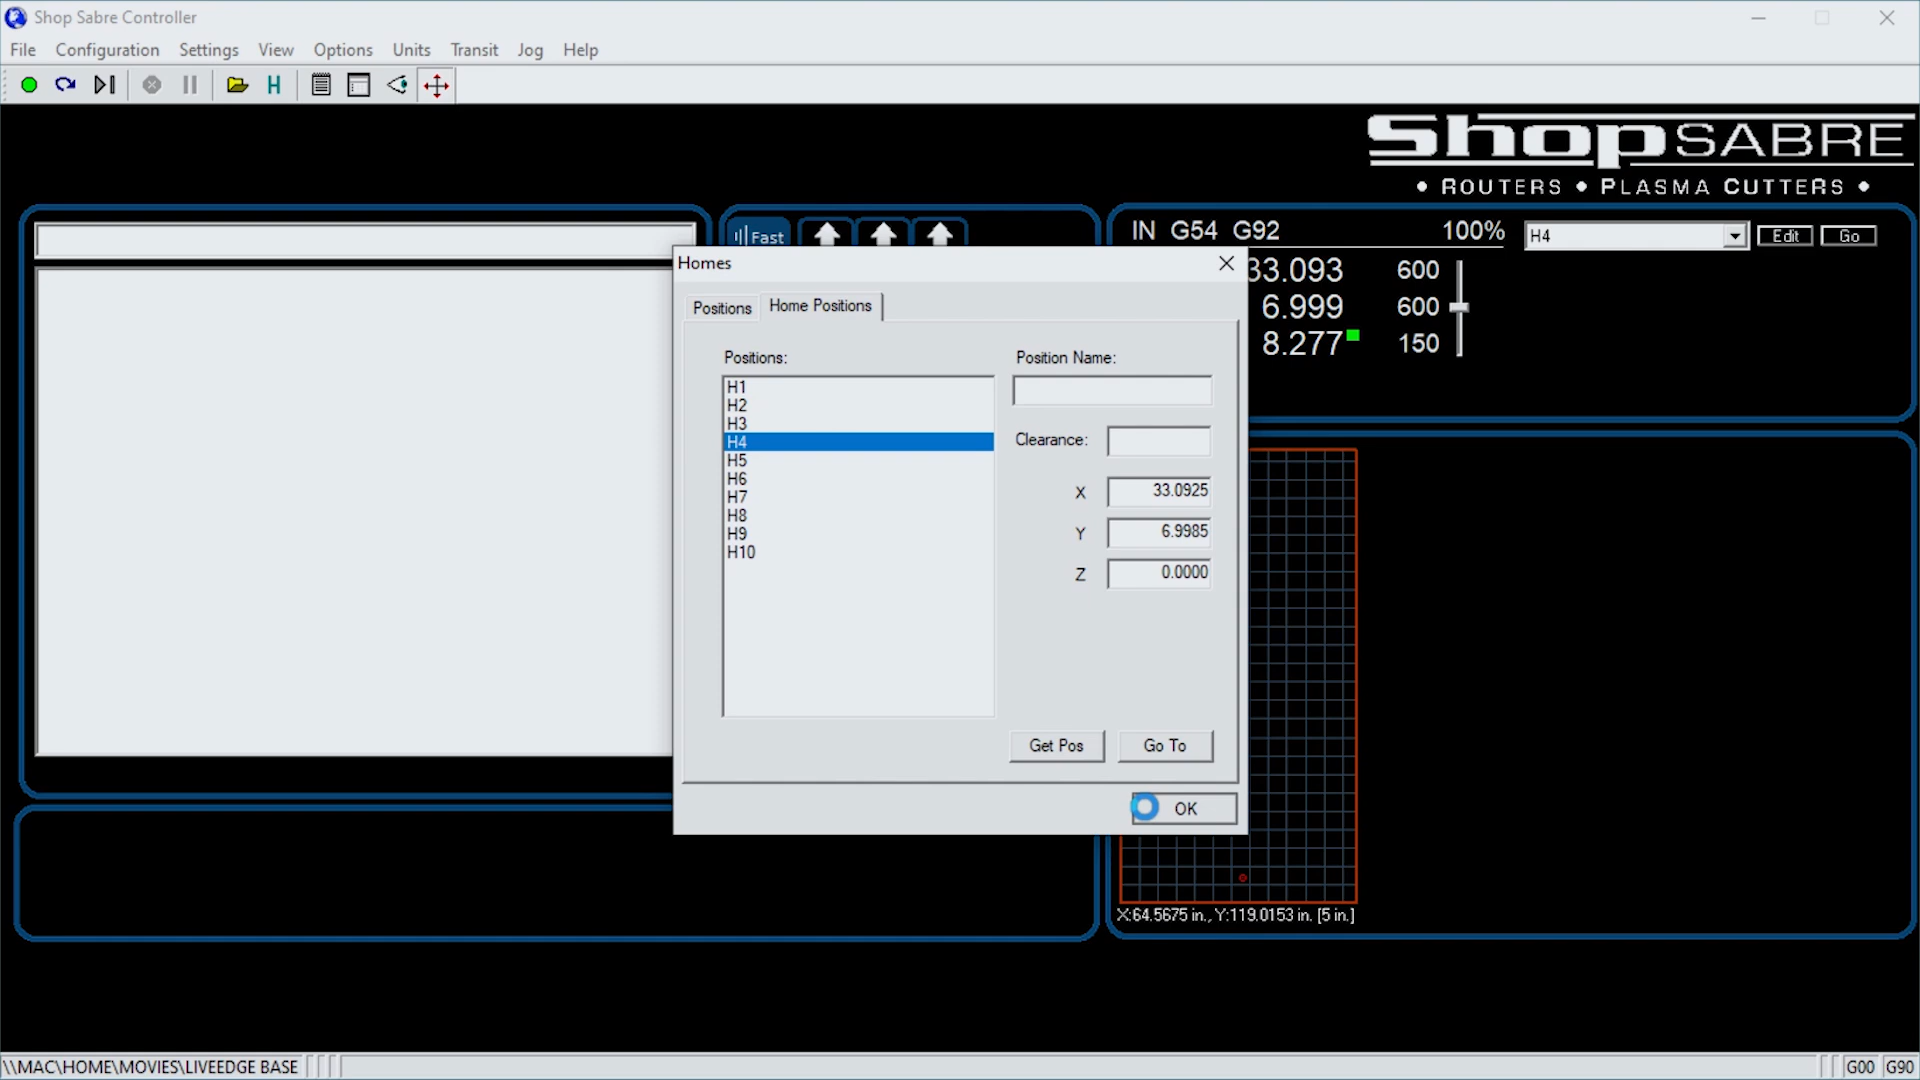 Shop Sabre Controller
File Configuration Settings View Options Units Transit Jog Help
H
ShopSABRE
• ROUTERS • PLASMA CUTTERS •
Fast
IN G54 G92 100%
H4 Edit Go
33.093 600
6.999 600
8.277 150
Homes
Positions Home Positions
Positions:
H1
H2
H3
H4
H5
H6
H7
H8
H9
H10
Position Name:
Clearance:
X 33.0925
Y 6.9985
Z 0.0000
Get Pos Go To
OK
X:64.5675 in., Y:119.0153 in. [5 in.]
\\MAC\HOME\MOVIES\LIVEEDGE BASE G00 G90